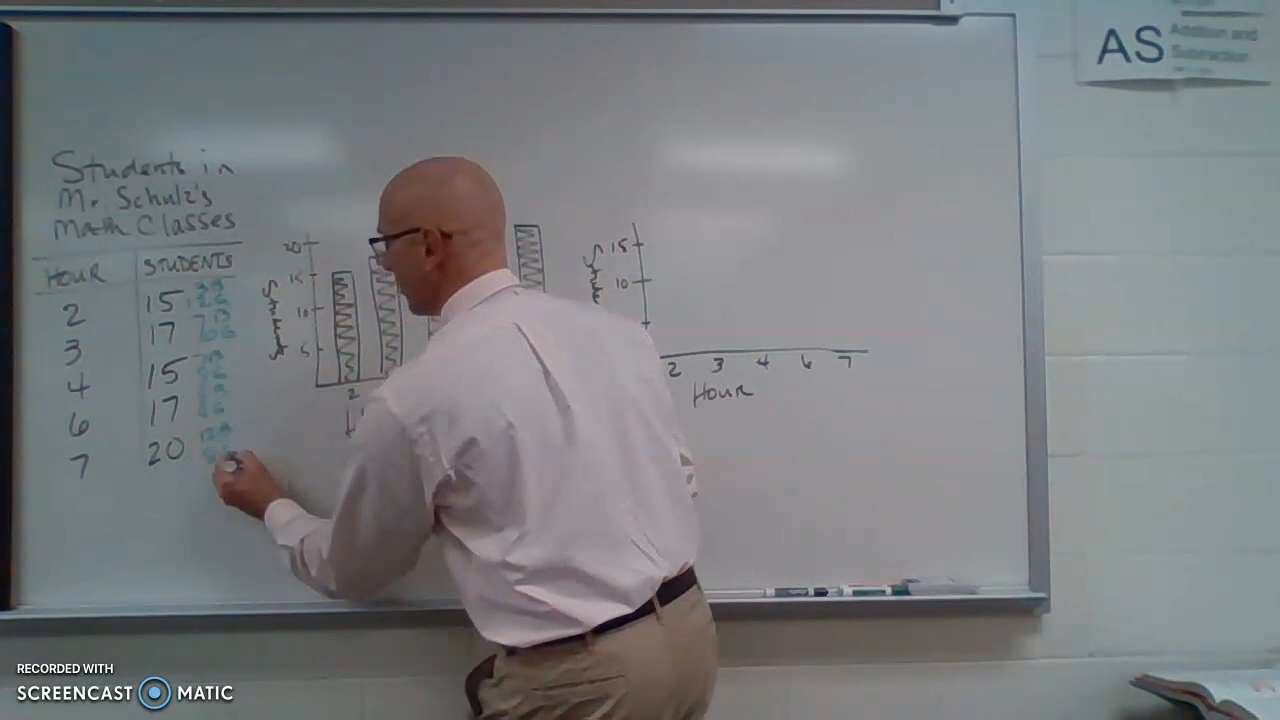 AS Addition and
Subtraction
Students in
Mr Schulz's
Math Classes
HOUR STUDENTS
2 15
3 17
4 15
6 17
7 20
20
15
10
5
Students
2
15
10
2 3 4 6 7
Hour
RECORDED WITH
SCREENCAST MATIC